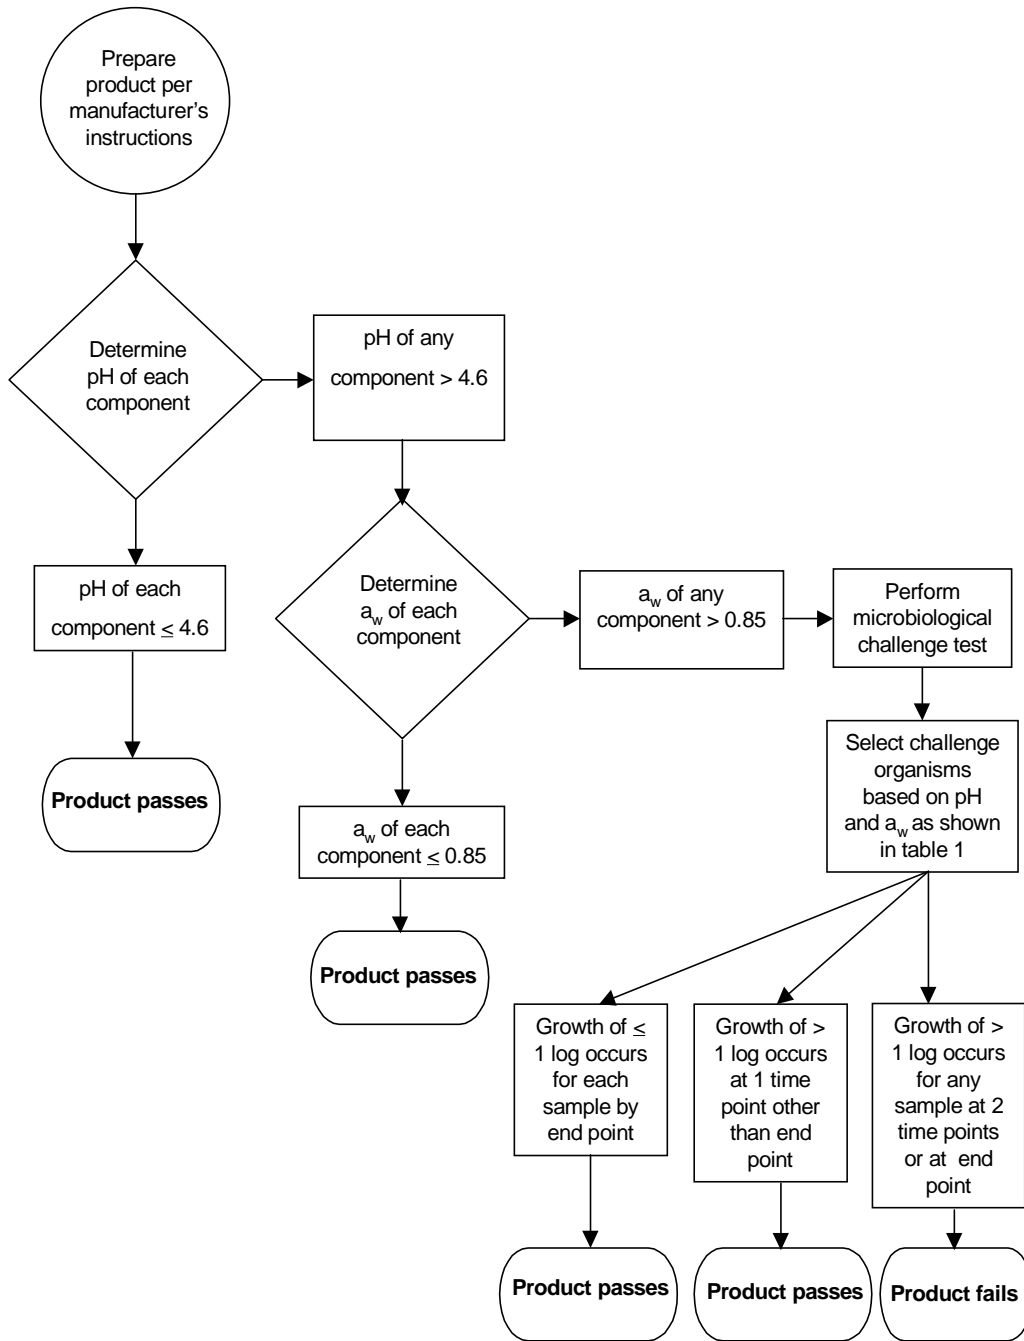 Prepare
product per
manufacturer's
instructions
Determine
pH of each
component
pH of any
component > 4.6
pH of each
component ≤ 4.6
Product passes
Determine
a_w of each
component
a_w of any
component > 0.85
Perform
microbiological
challenge test
a_w of each
component ≤ 0.85
Product passes
Select challenge
organisms
based on pH
and a_w as shown
in table 1
Growth of ≤
1 log occurs
for each
sample by
end point
Growth of >
1 log occurs
at 1 time
point other
than end
point
Growth of >
1 log occurs
for any
sample at 2
time points
or at end
point
Product passes
Product passes
Product fails